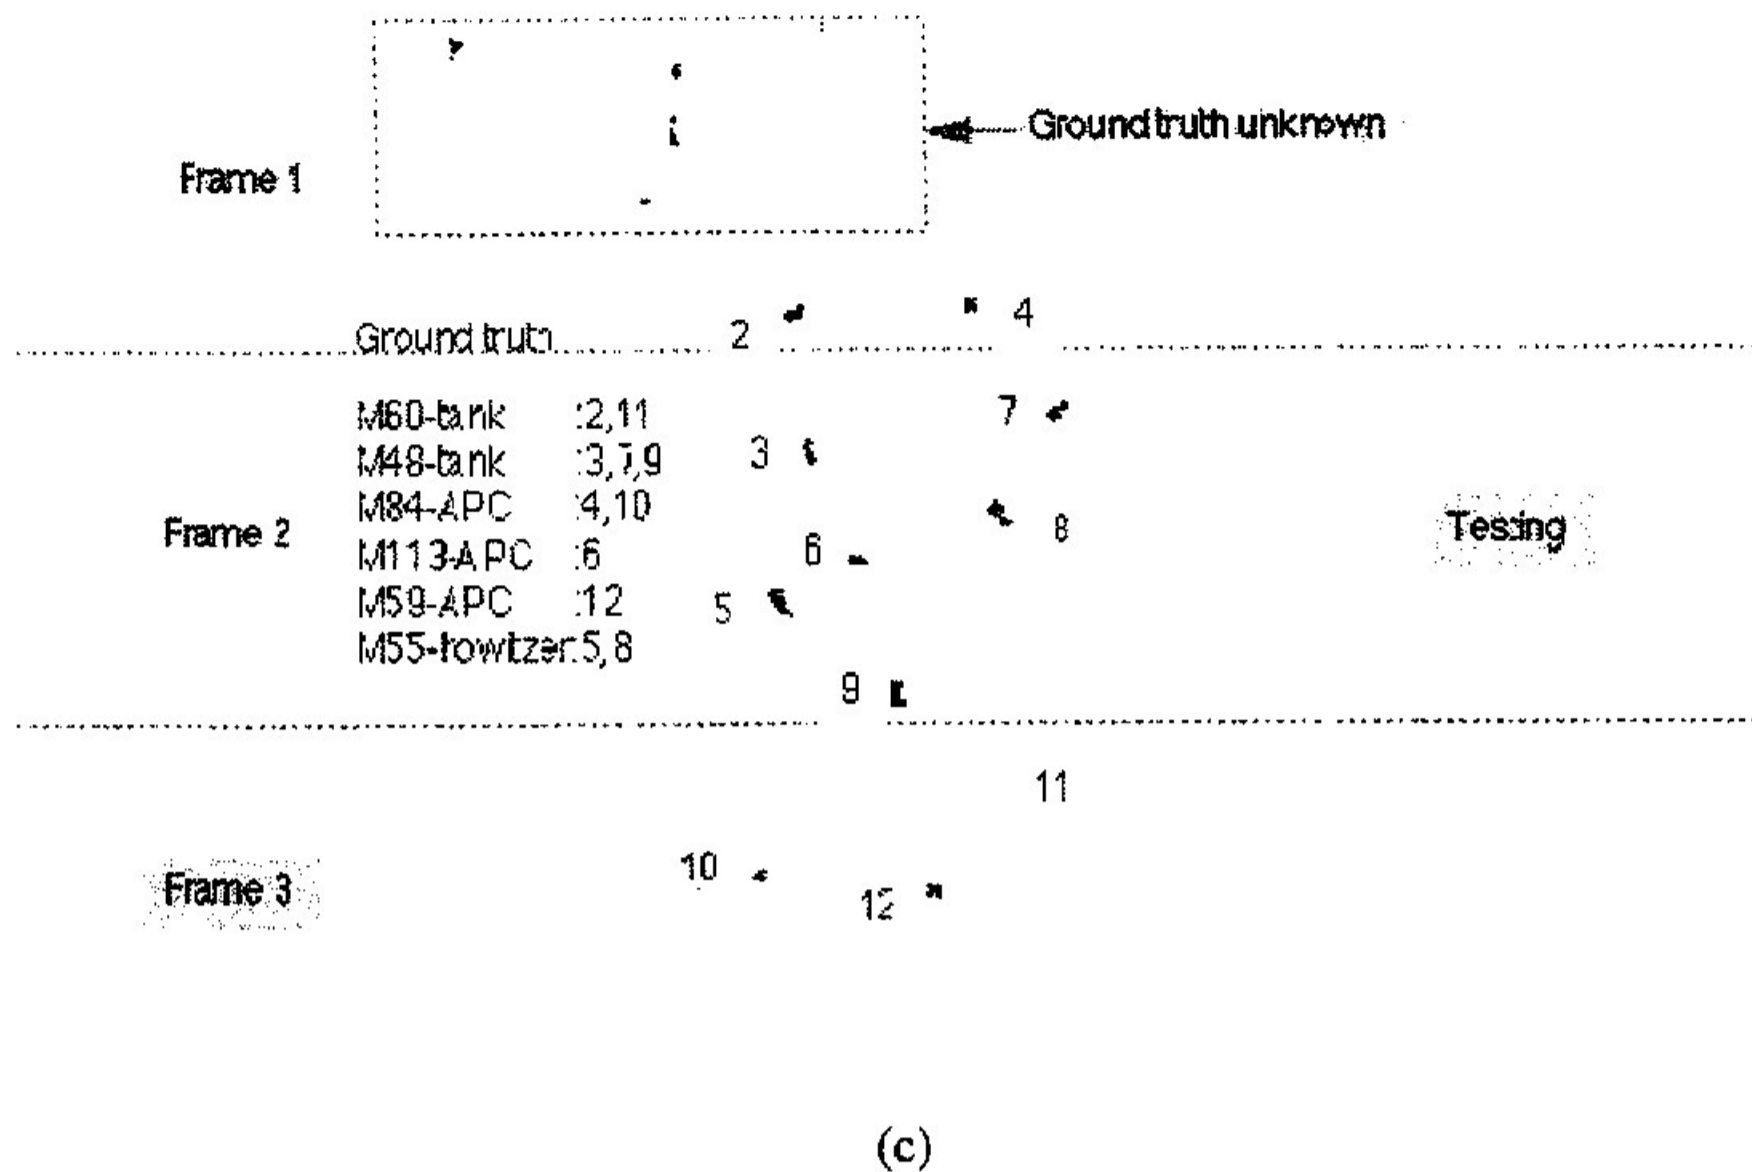 Ground truth unknown
Frame 1
2
4
Ground truth
M60-tank :2,11
7
M48-tank :3,7,9
3
M84-APC :4,10
Frame 2
8
Testing
M113-APC :6
6
M59-APC :12
5
M55-howitzer:5,8
9
11
Frame 3
10
12
(c)